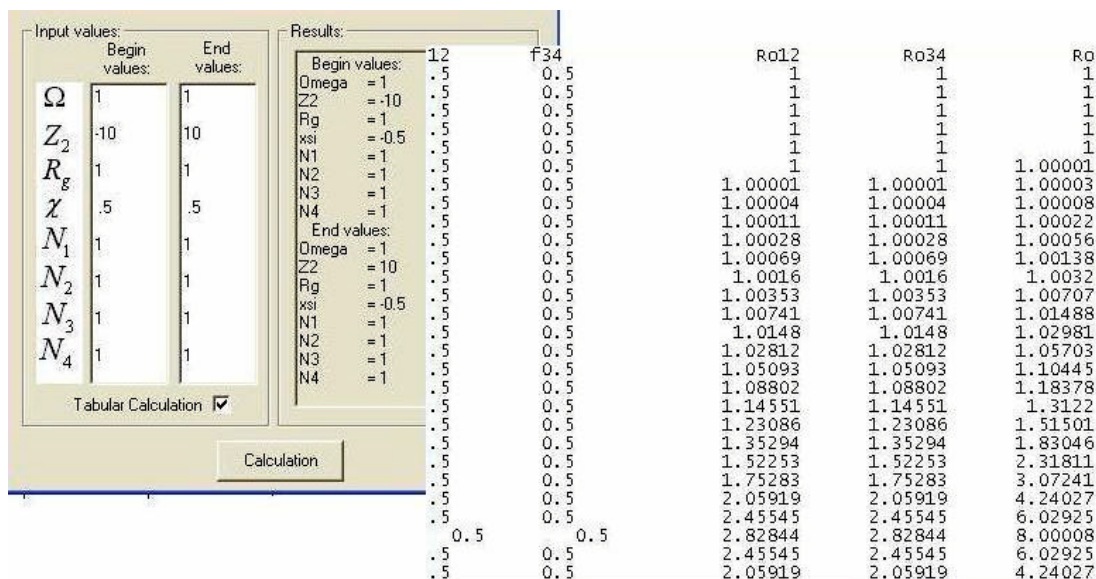 Input values:
Begin values:
End values:
Ω 1 1
Z2 -10 10
Rg 1 1
χ .5 .5
N1 1 1
N2 1 1
N3 1 1
N4 1 1
Tabular Calculation
Calculation
Results:
Begin values:
Omega = 1
Z2 = -10
Rg = 1
xsi = -0.5
N1 = 1
N2 = 1
N3 = 1
N4 = 1
End values:
Omega = 1
Z2 = 10
Rg = 1
xsi = -0.5
N1 = 1
N2 = 1
N3 = 1
N4 = 1
12 f34 Ro12 Ro34 Ro
.5 0.5 1 1 1
.5 0.5 1 1 1
.5 0.5 1 1 1
.5 0.5 1 1 1
.5 0.5 1 1 1
.5 0.5 1 1 1.00001
.5 0.5 1.00001 1.00001 1.00003
.5 0.5 1.00004 1.00004 1.00008
.5 0.5 1.00011 1.00011 1.00022
.5 0.5 1.00028 1.00028 1.00056
.5 0.5 1.00069 1.00069 1.00138
.5 0.5 1.0016 1.0016 1.0032
.5 0.5 1.00353 1.00353 1.00707
.5 0.5 1.00741 1.00741 1.01488
.5 0.5 1.0148 1.0148 1.02981
.5 0.5 1.02812 1.02812 1.05703
.5 0.5 1.05093 1.05093 1.10445
.5 0.5 1.08802 1.08802 1.18378
.5 0.5 1.14551 1.14551 1.3122
.5 0.5 1.23086 1.23086 1.51501
.5 0.5 1.35294 1.35294 1.83046
.5 0.5 1.52253 1.52253 2.31811
.5 0.5 1.75283 1.75283 3.07241
.5 0.5 2.05919 2.05919 4.24027
.5 0.5 2.45545 2.45545 6.02925
0.5 0.5 2.82844 2.82844 8.00008
.5 0.5 2.45545 2.45545 6.02925
.5 0.5 2.05919 2.05919 4.24027